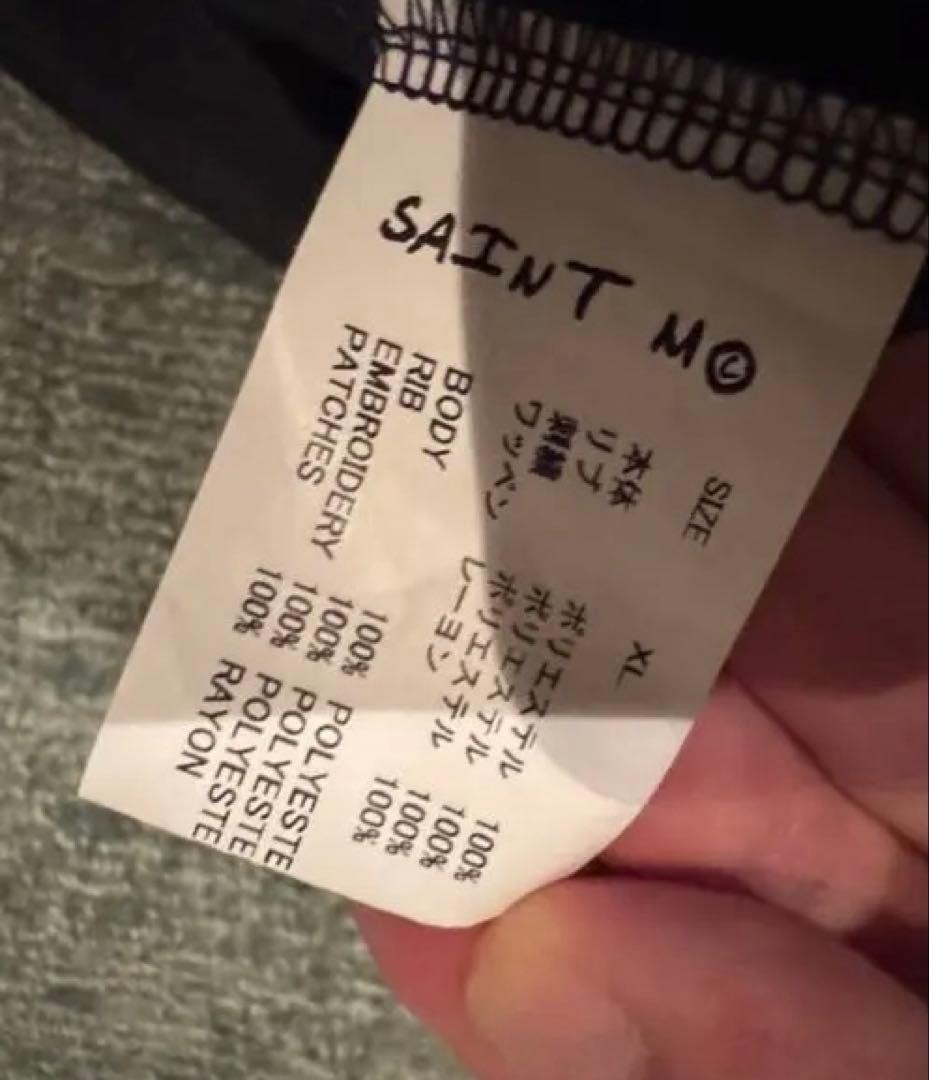 SAINT M
SIZE XL
本体 ポリエステル 100%
リブ ポリエステル 100%
刺繍 ポリエステル 100%
ワッペン レーヨン 100%
BODY 100% POLYESTE
RIB 100% POLYESTE
EMBROIDERY 100% POLYESTE
PATCHES 100% RAYON